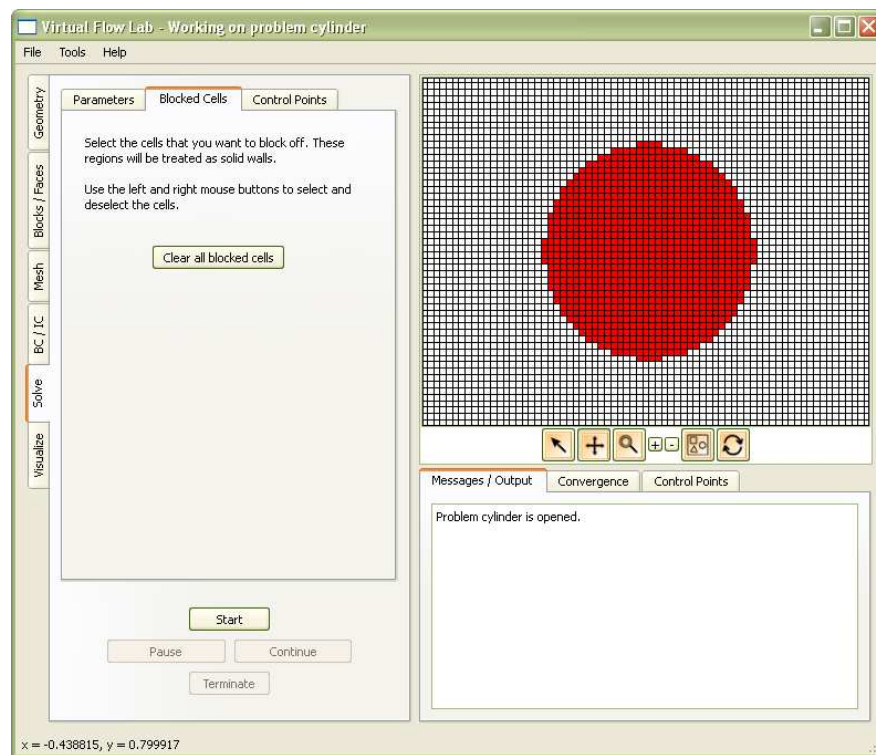 Virtual Flow Lab - Working on problem cylinder
File Tools Help
Geometry
Blocks / Faces
Mesh
BC / IC
Solve
Visualize
Parameters Blocked Cells Control Points
Select the cells that you want to block off. These
regions will be treated as solid walls.
Use the left and right mouse buttons to select and
deselect the cells.
Clear all blocked cells
Start
Pause Continue
Terminate
+ -
Messages / Output Convergence Control Points
Problem cylinder is opened.
x = -0.438815, y = 0.799917